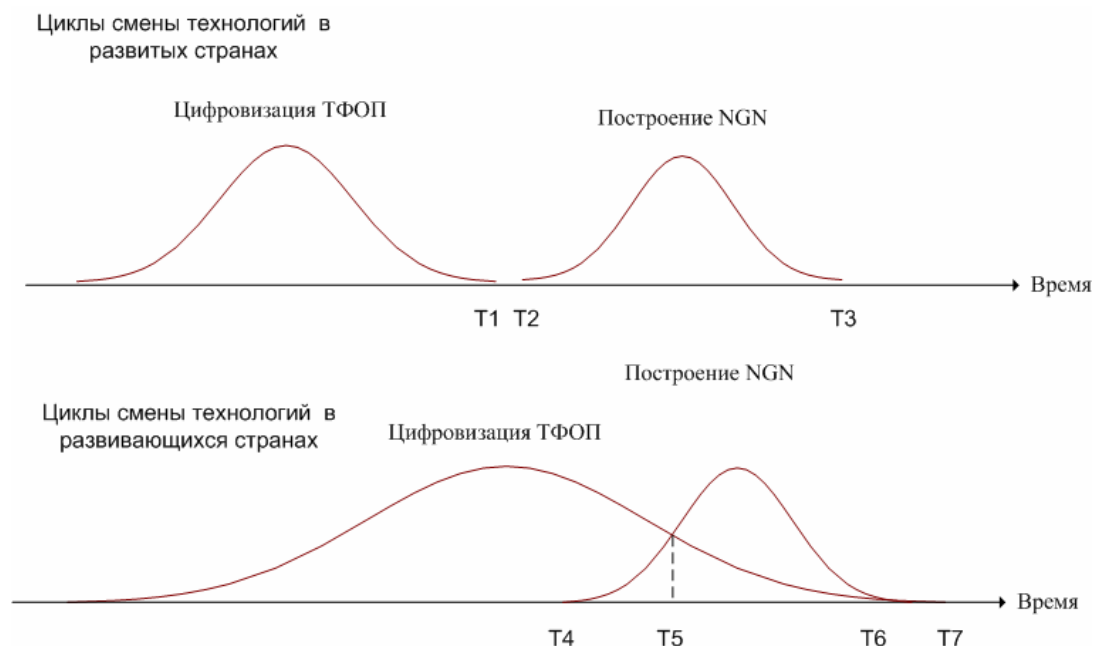 Циклы смены технологий в
развитых странах
Цифровизация ТФОП
Построение NGN
Время
T1 T2 T3
Построение NGN
Циклы смены технологий в
развивающихся странах
Цифровизация ТФОП
Время
T4 T5 T6 T7